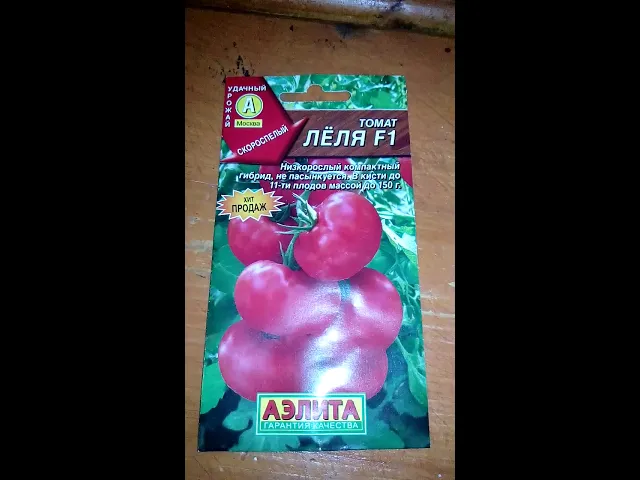 УДАЧНЫЙ
УРОЖАЙ
А
Москва
СКОРОСПЕЛЫЙ
ТОМАТ
ЛЁЛЯ F1
Низкорослый компактный
гибрид, не пасынкуется. В кисти до
11-ти плодов массой до 150 г.
ХИТ
ПРОДАЖ
АЭЛИТА
ГАРАНТИЯ КАЧЕСТВА